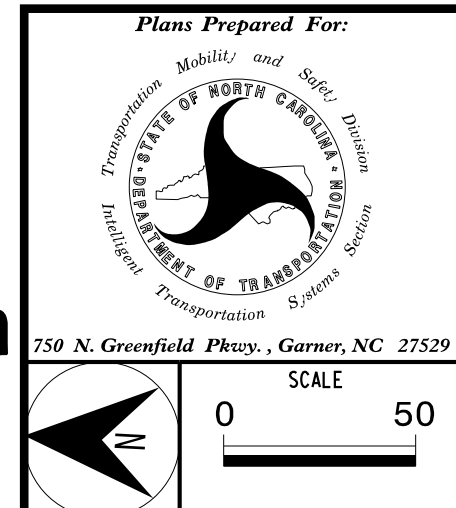 Plans Prepared For:
Transportation Mobility and Safety Division
STATE OF NORTH CAROLINA
DEPARTMENT OF TRANSPORTATION
Intelligent Transportation Systems Section
750 N. Greenfield Pkwy. , Garner, NC 27529
SCALE
0 50
N